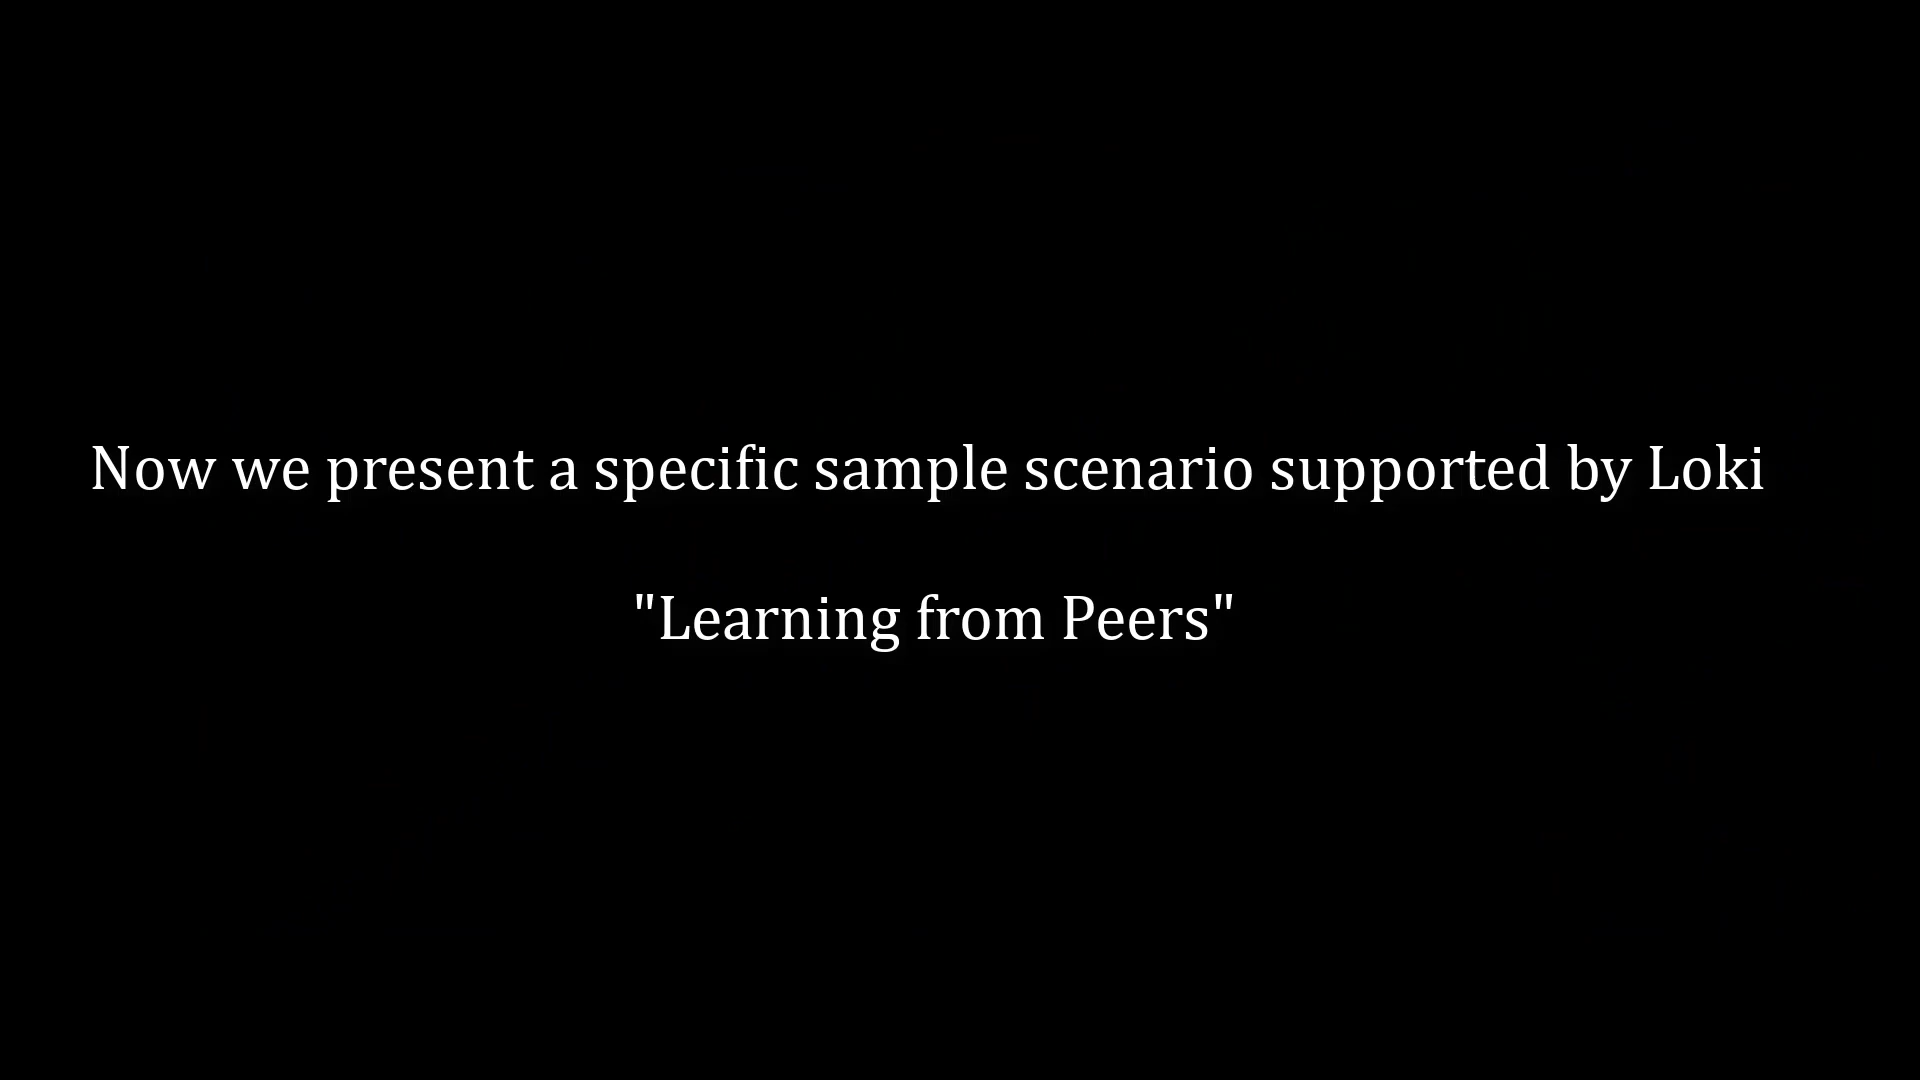 Now we present a specific sample scenario supported by Loki
"Learning from Peers"